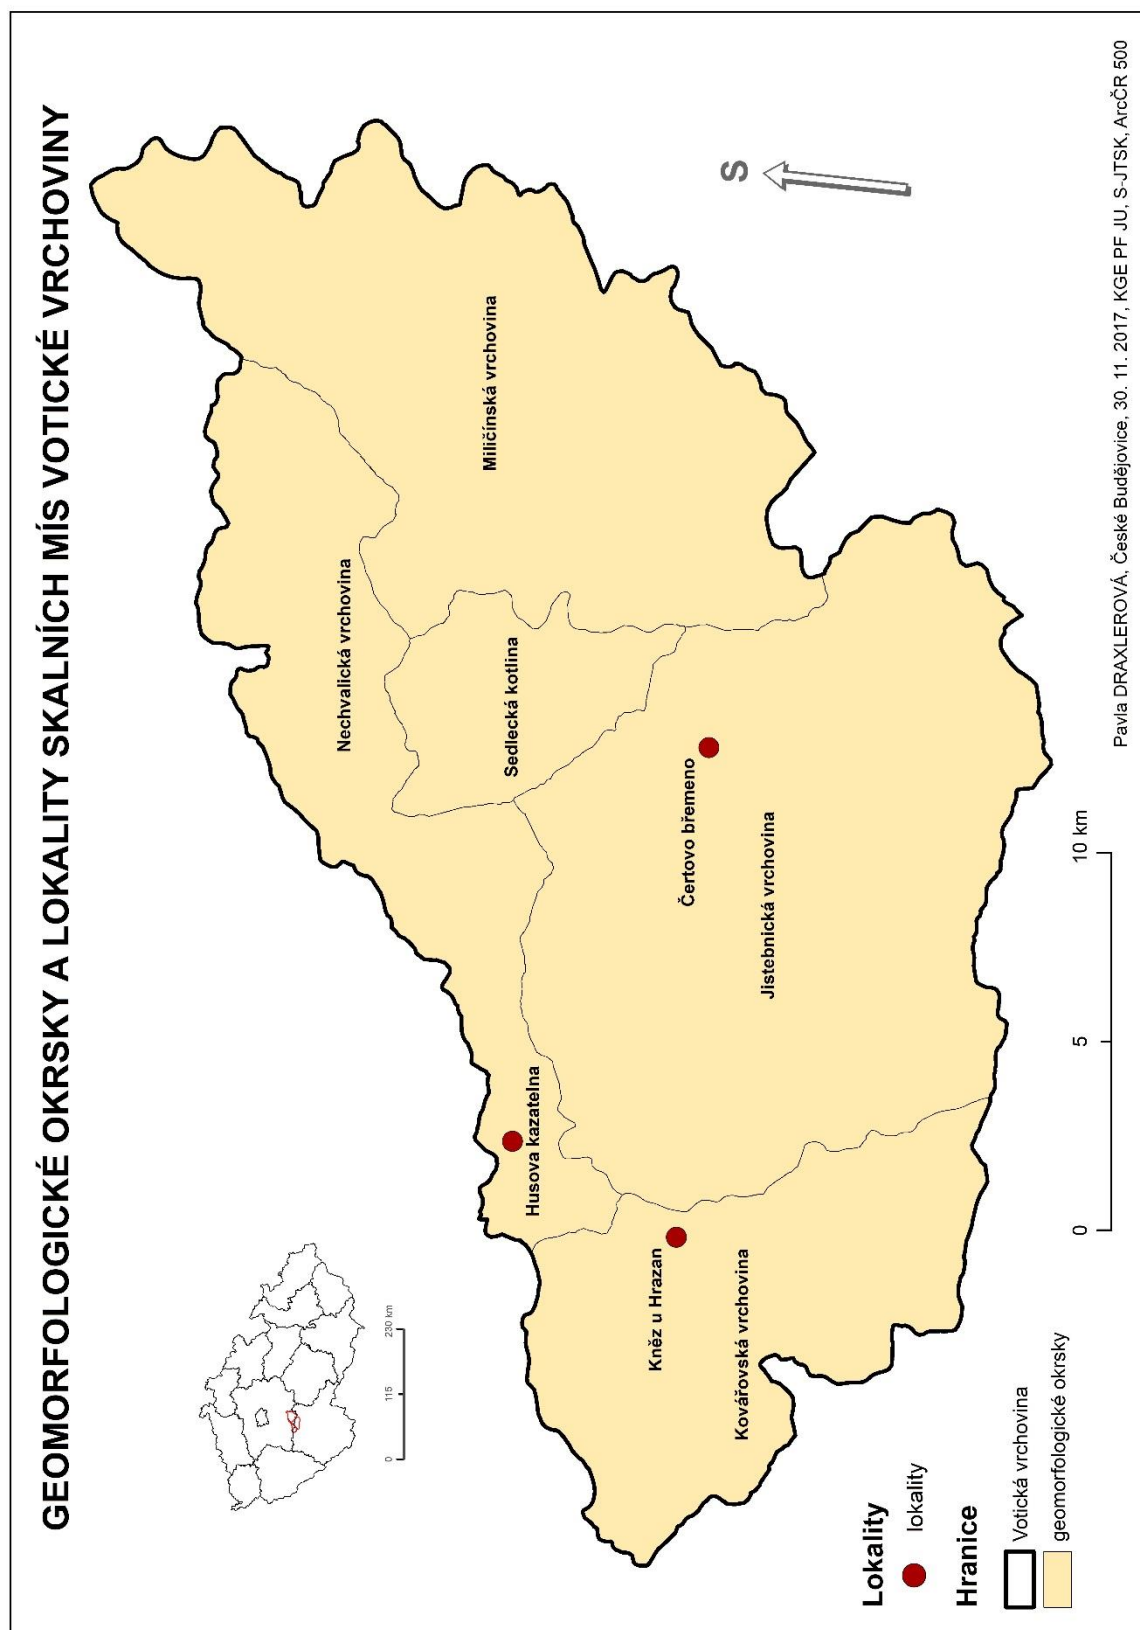 GEOMORFOLOGICKÉ OKRSKY A LOKALITY SKALNÍCH MÍS VOTICKÉ VRCHOVINY
0
115
230 km
S
Nechvalická vrchovina
Miličínská vrchovina
Sedlecká kotlina
Husova kazatelna
Čertovo břemeno
Kněz u Hrazan
Jistebnická vrchovina
Kovářovská vrchovina
Lokality
lokality
Hranice
Votická vrchovina
geomorfologické okrsky
0
5
10 km
Pavla DRAXLEROVÁ, České Budějovice, 30. 11. 2017, KGE PF JU, S-JTSK, ArcČR 500